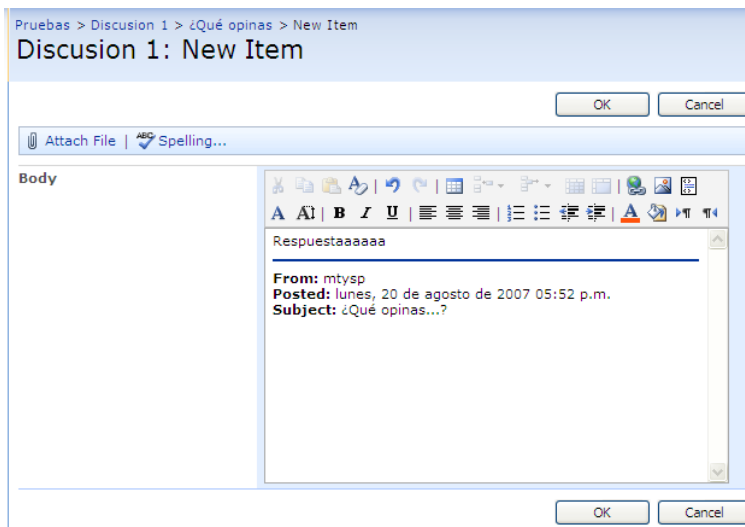 Pruebas > Discusion 1 > ¿Qué opinas > New Item
Discusion 1: New Item
OK Cancel
Attach File | ABC Spelling...
Body
A A B I U A
Respuestaaaaaa
From: mtysp
Posted: lunes, 20 de agosto de 2007 05:52 p.m.
Subject: ¿Qué opinas...?
OK Cancel